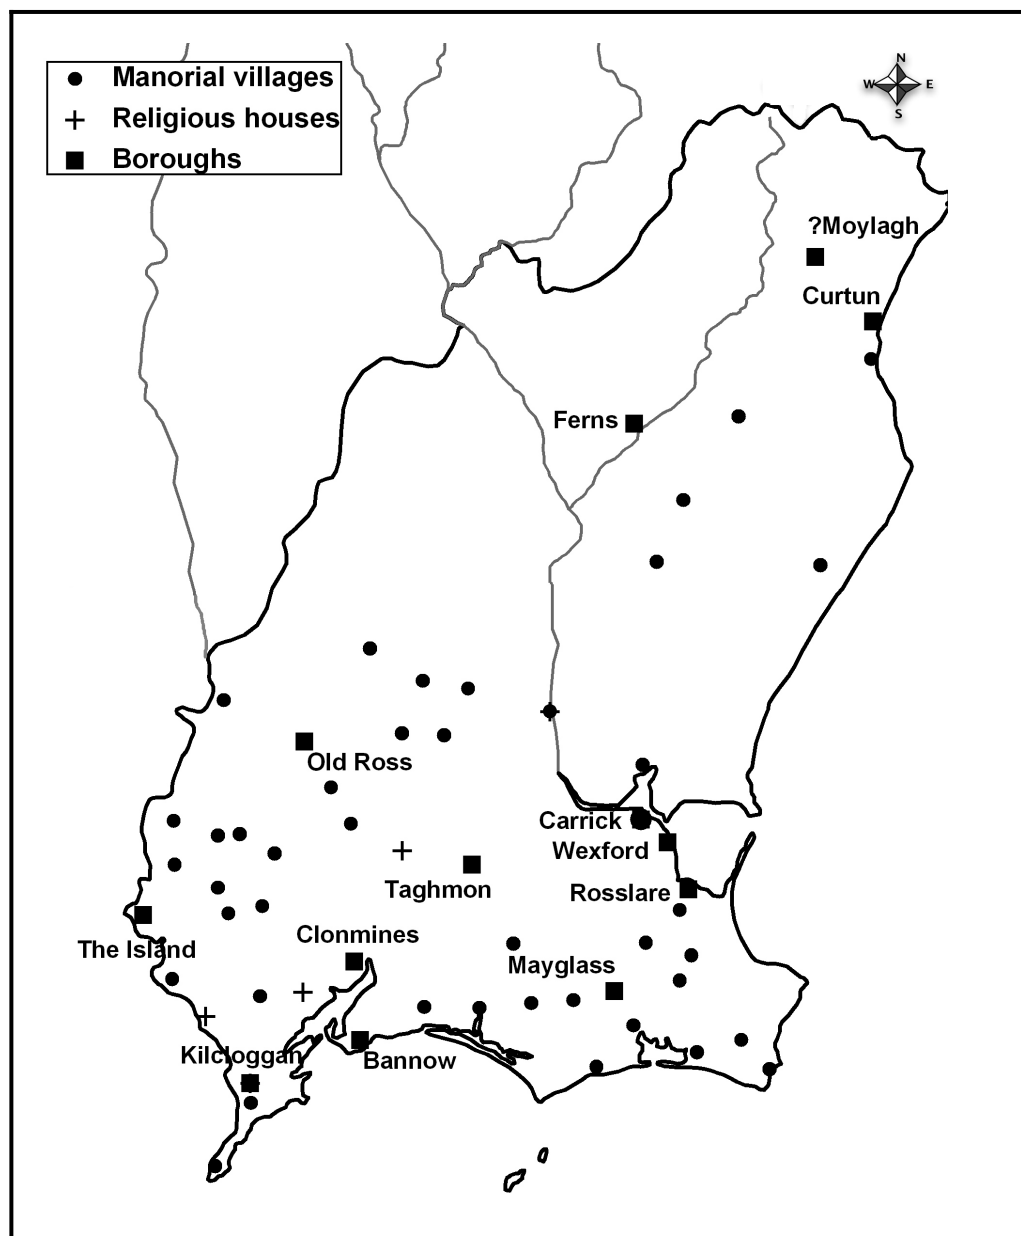 N
W E
S
Manorial villages
Religious houses
Boroughs
?Moylagh
Curtun
Ferns
Old Ross
Carrick
Wexford
Taghmon
Rosslare
Clonmines
The Island
Mayglass
Kilcloggan
Bannow